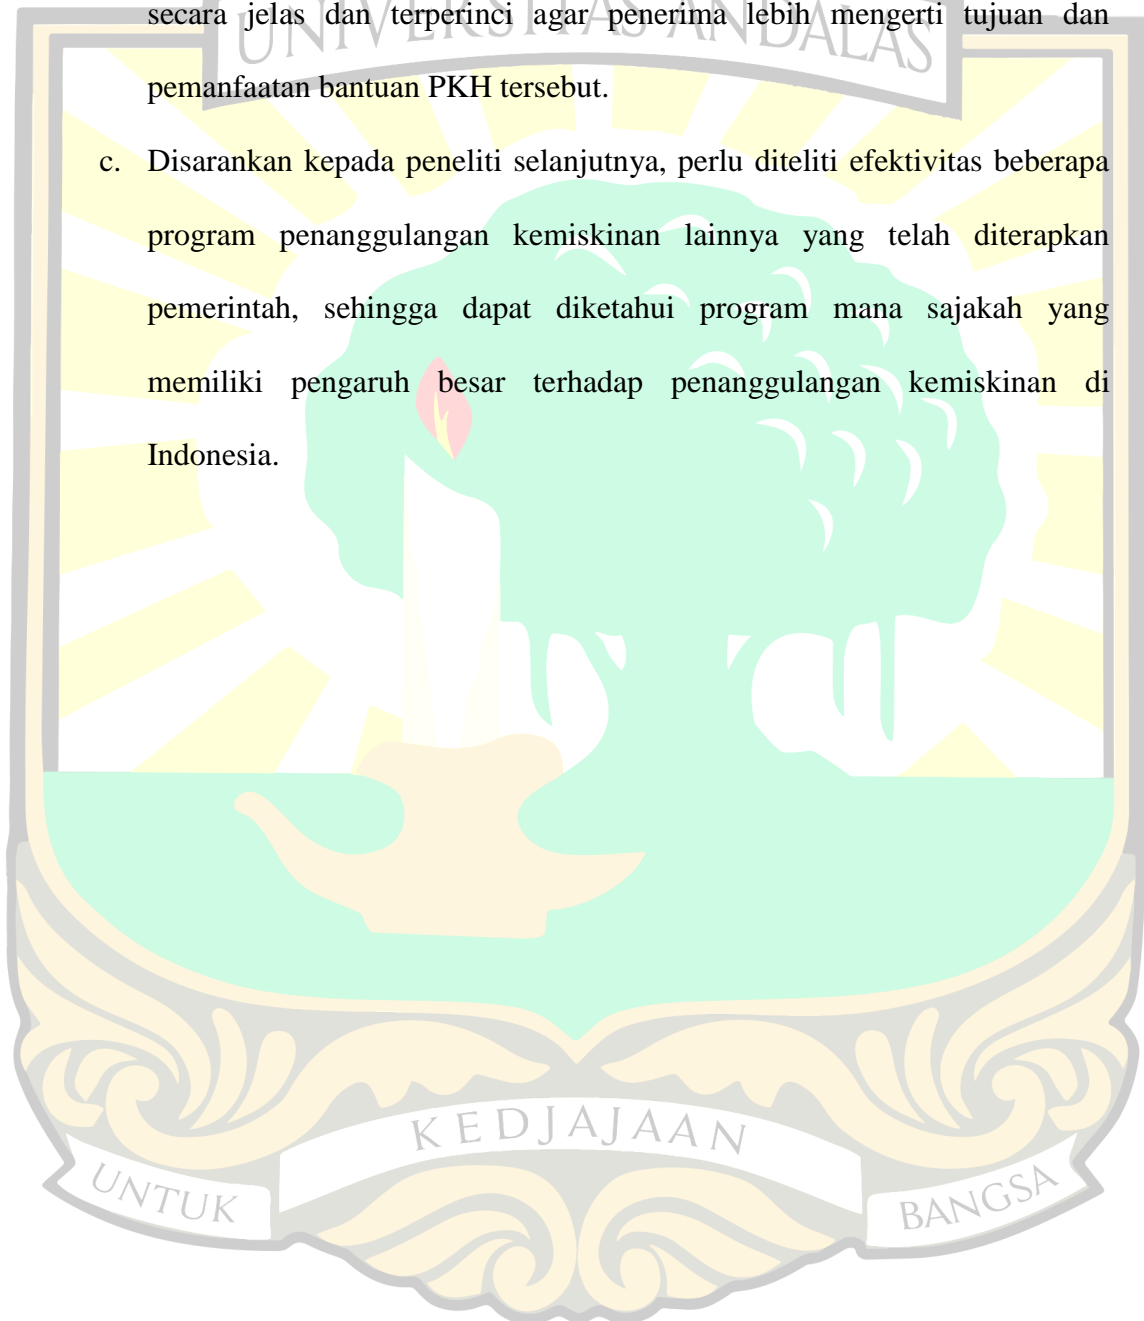 secara jelas dan terperinci agar penerima lebih mengerti tujuan dan
UNIVERSITAS ANDALAS
pemanfaatan bantuan PKH tersebut.
c. Disarankan kepada peneliti selanjutnya, perlu diteliti efektivitas beberapa
program penanggulangan kemiskinan lainnya yang telah diterapkan
pemerintah, sehingga dapat diketahui program mana sajakah yang
memiliki pengaruh besar terhadap penanggulangan kemiskinan di
Indonesia.
KEDJAJAAN
UNTUK
BANGSA